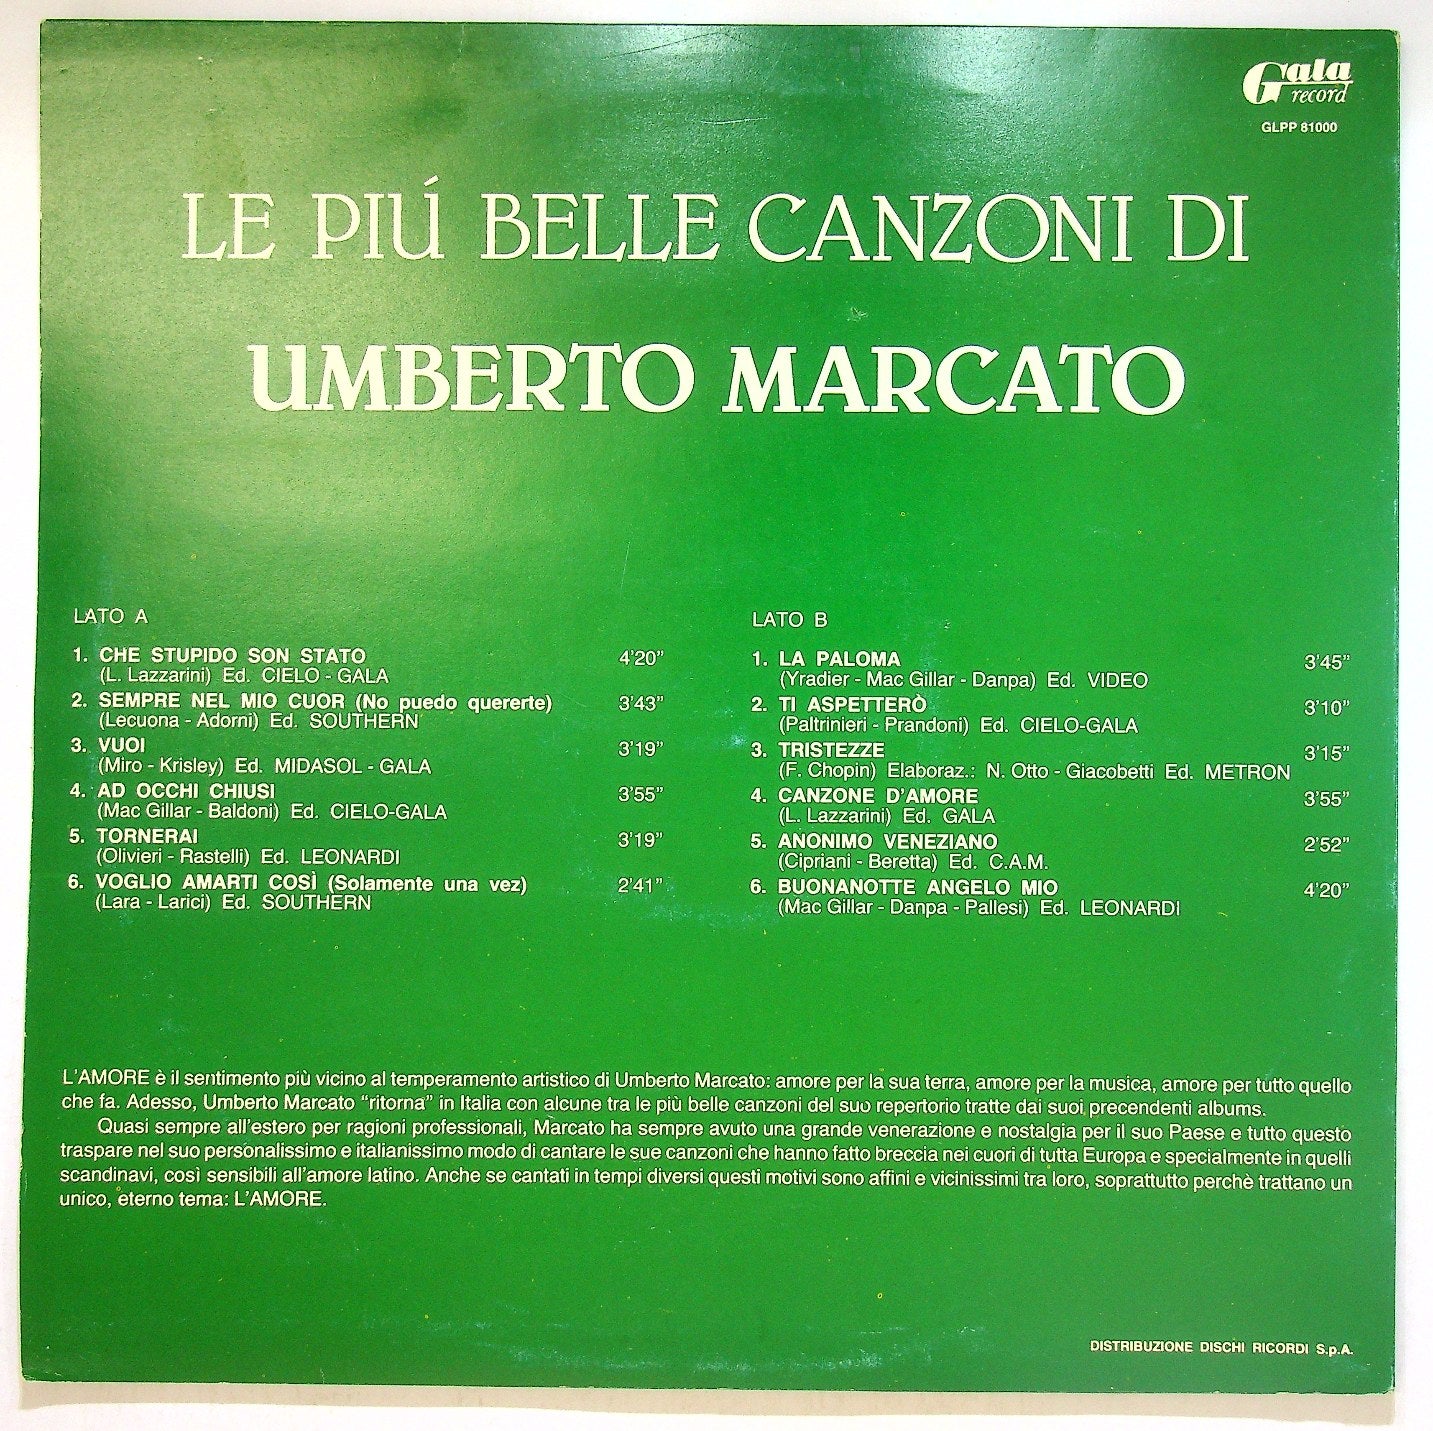 Gala
record
GLPP 81000
LE PIÚ BELLE CANZONI DI
UMBERTO MARCATO
LATO A
1. CHE STUPIDO SON STATO 4'20”
(L. Lazzarini) Ed. CIELO - GALA
2. SEMPRE NEL MIO CUOR (No puedo quererte) 3'43”
(Lecuona - Adorni) Ed. SOUTHERN
3. VUOI 3'19”
(Miro - Krisley) Ed. MIDASOL - GALA
4. AD OCCHI CHIUSI 3'55”
(Mac Gillar - Baldoni) Ed. CIELO-GALA
5. TORNERAI 3'19”
(Olivieri - Rastelli) Ed. LEONARDI
6. VOGLIO AMARTI COSÌ (Solamente una vez) 2'41”
(Lara - Larici) Ed. SOUTHERN
LATO B
1. LA PALOMA 3'45”
(Yradier - Mac Gillar - Danpa) Ed. VIDEO
2. TI ASPETTERÒ 3'10”
(Paltrinieri - Prandoni) Ed. CIELO-GALA
3. TRISTEZZE 3'15”
(F. Chopin) Elaboraz.: N. Otto - Giacobetti Ed. METRON
4. CANZONE D'AMORE 3'55”
(L. Lazzarini) Ed. GALA
5. ANONIMO VENEZIANO 2'52”
(Cipriani - Beretta) Ed. C.A.M.
6. BUONANOTTE ANGELO MIO 4'20”
(Mac Gillar - Danpa - Pallesi) Ed. LEONARDI
L'AMORE è il sentimento più vicino al temperamento artistico di Umberto Marcato: amore per la sua terra, amore per la musica, amore per tutto quello
che fa. Adesso, Umberto Marcato “ritorna” in Italia con alcune tra le più belle canzoni del suo repertorio tratte dai suoi precendenti albums.
Quasi sempre all'estero per ragioni professionali, Marcato ha sempre avuto una grande venerazione e nostalgia per il suo Paese e tutto questo
traspare nel suo personalissimo e italianissimo modo di cantare le sue canzoni che hanno fatto breccia nei cuori di tutta Europa e specialmente in quelli
scandinavi, così sensibili all'amore latino. Anche se cantati in tempi diversi questi motivi sono affini e vicinissimi tra loro, soprattutto perchè trattano un
unico, eterno tema: L'AMORE.
DISTRIBUZIONE DISCHI RICORDI S.p.A.